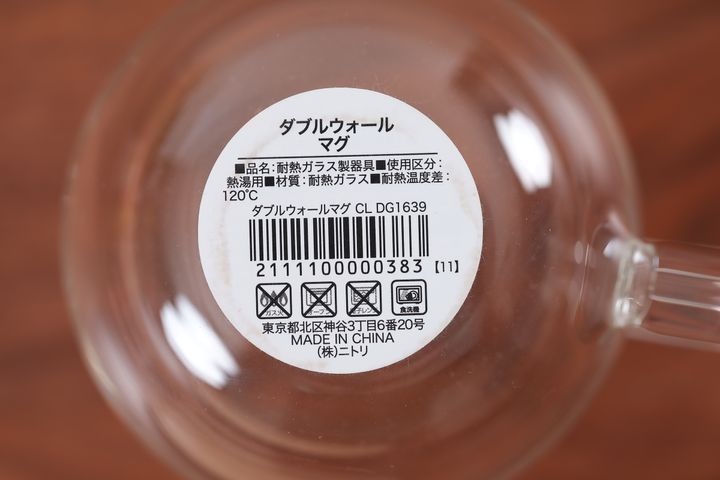 ダブルウォール
マグ
■品名:耐熱ガラス製器具■使用区分:
熱湯用■材質:耐熱ガラス■耐熱温度差:
120℃
ダブルウォールマグ CL DG1639
2111100000383 【11】
ガス火 オーブン 電子レンジ 食洗機
東京都北区神谷3丁目6番20号
MADE IN CHINA
(株)ニトリ